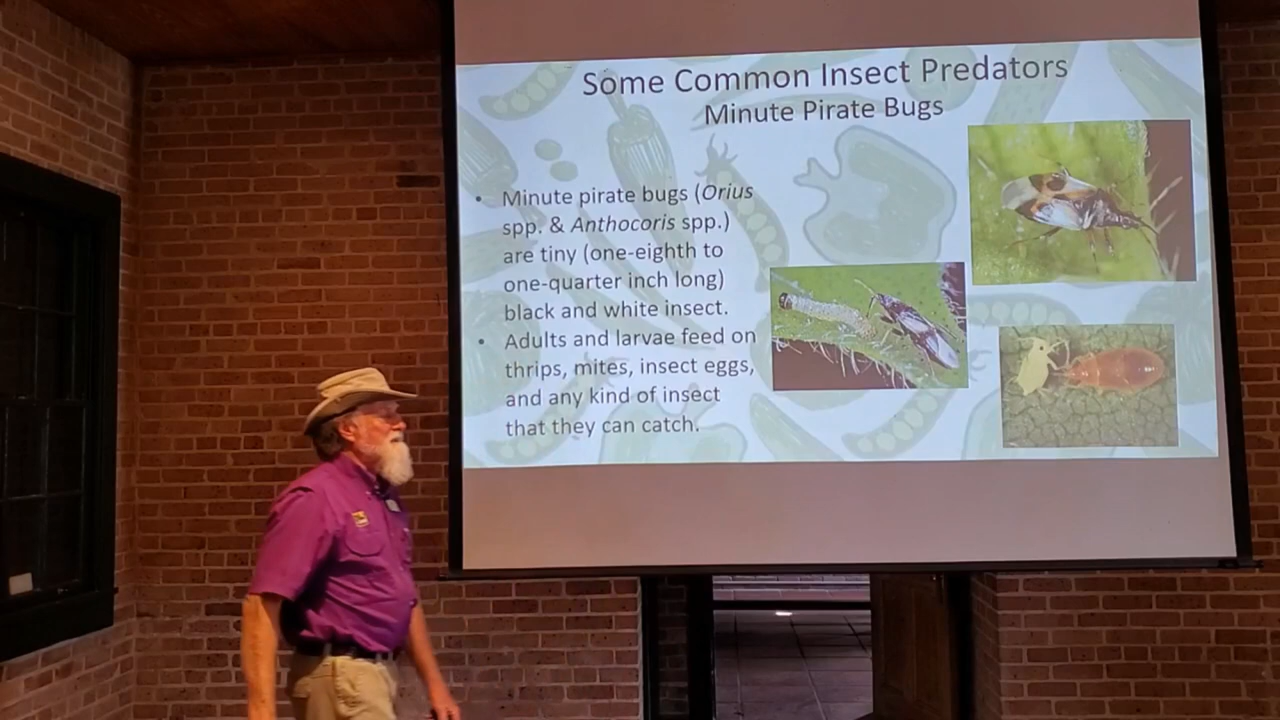 Some Common Insect Predators
Minute Pirate Bugs
• Minute pirate bugs (Orius
spp. & Anthocoris spp.)
are tiny (one-eighth to
one-quarter inch long)
black and white insect.
• Adults and larvae feed on
thrips, mites, insect eggs,
and any kind of insect
that they can catch.